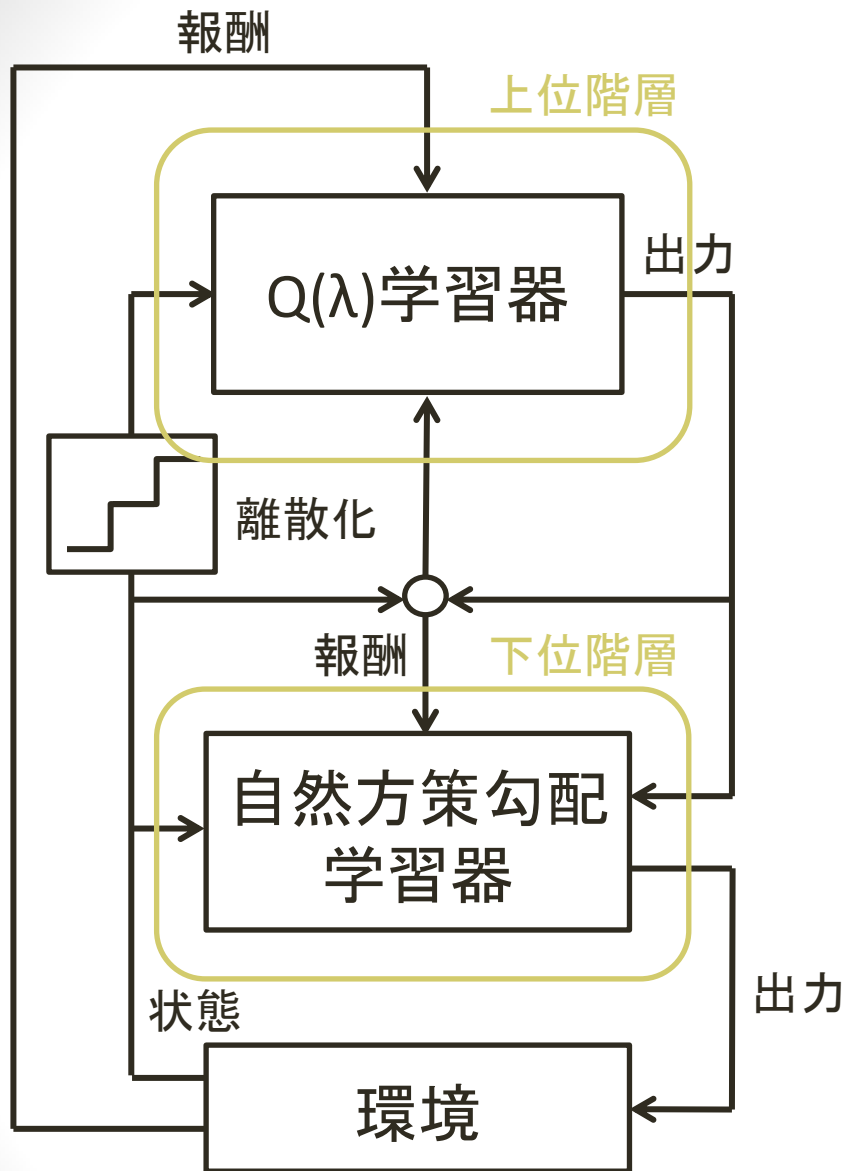 報酬
上位階層
出力
Q(λ)学習器
離散化
報酬
下位階層
自然方策勾配
学習器
出力
状態
環境